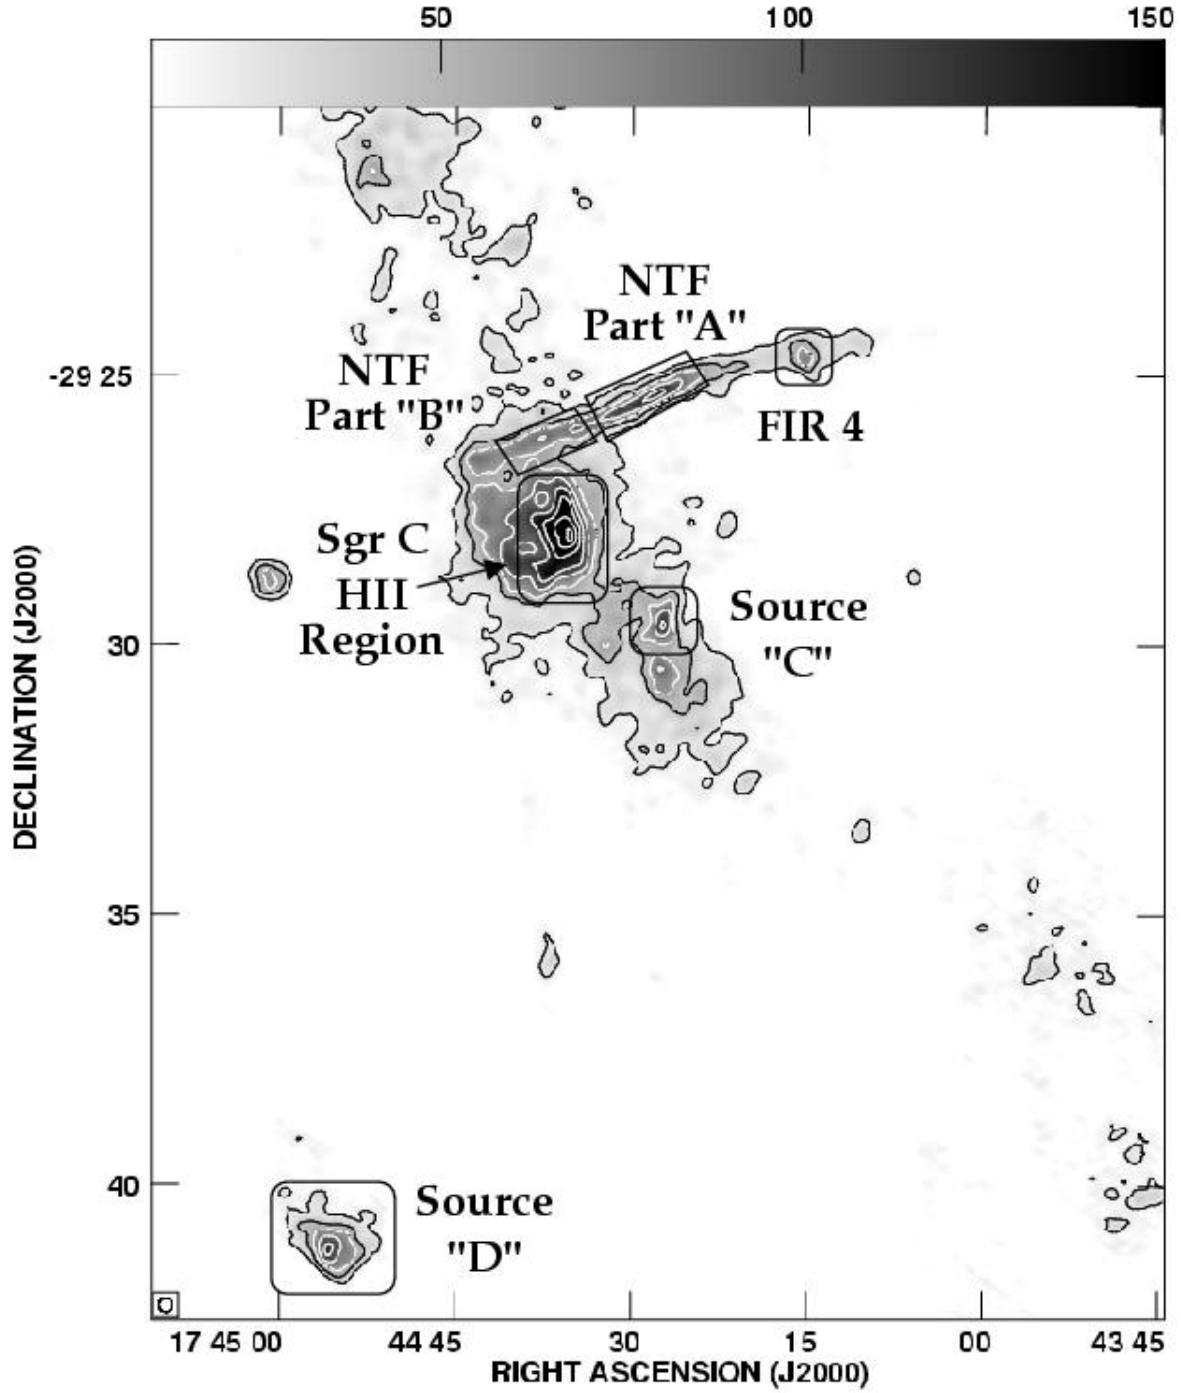 50 100 150
NTF
Part "A"
-29 25
NTF
Part "B"
FIR 4
Sgr C
HII
Region
Source
"C"
30
DECLINATION (J2000)
35
40
Source
"D"
17 45 00 44 45 30 15 00 43 45
RIGHT ASCENSION (J2000)